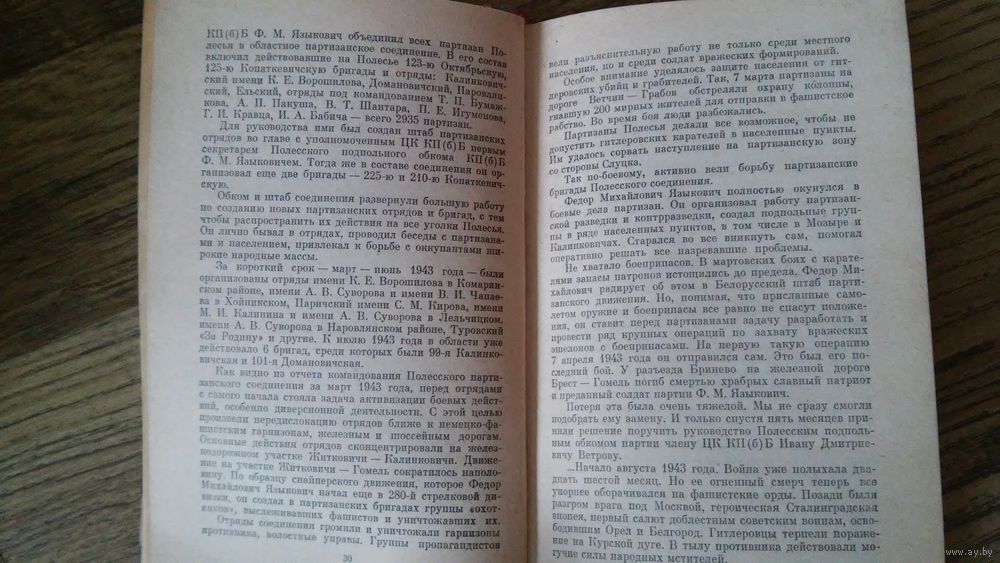 КП(б)Б Ф. М. Языкович объединил всех партизан По-
лесья в областное партизанское соединение. В его состав
включил действовавшие на Полесье 123-ю Октябрьскую,
125-ю Копаткевичскую бригады и отряды: Калинкович-
ский имени К. Е. Ворошилова, Домановичский, Наровлян-
ский, Ельский, отряды под командованием Т. П. Бумаж-
кова, А. П. Пакуша, В. Т. Шантара, П. Е. Игуменова,
Г. И. Кравца, И. А. Бабича — всего 2935 партизан.
Для руководства ими был создан штаб партизанских
отрядов во главе с уполномоченным ЦК КП(б)Б первым
секретарем Полесского подпольного обкома КП(б)Б
Ф. М. Языковичем. Тогда же в составе соединения он ор-
ганизовал еще две бригады — 225-ю и 210-ю Копаткевич-
скую.
Обком и штаб соединения развернули большую работу
по созданию новых партизанских отрядов и бригад, с тем
чтобы распространить их действия на все уголки Полесья.
Он лично бывал в отрядах, проводил беседы с партизана-
ми и населением, привлекал к борьбе с оккупантами ши-
рокие народные массы.
За короткий срок — март — июнь 1943 года — были
организованы отряды имени К. Е. Ворошилова в Комарин-
ском районе, имени А. В. Суворова и имени В. И. Чапае-
ва в Хойникском, Паричский имени С. М. Кирова, имени
М. И. Калинина и имени А. В. Суворова в Лельчицком,
имени А. В. Суворова в Наровлянском районе, Туровский
«За Родину» и другие. К июлю 1943 года в области уже
действовало 6 бригад, среди которых были 99-я Калинко-
вичская и 101-я Домановичская.
Как видно из отчета командования Полесского парти-
занского соединения за март 1943 года, перед отрядами
с самого начала стояла задача активизации боевых дейст-
вий, особенно диверсионной деятельности. С этой целью
произвели передислокацию отрядов ближе к немецко-фа-
шистским гарнизонам, железным и шоссейным дорогам.
Основные действия отрядов сконцентрировали на желез-
нодорожном участке Житковичи — Калинковичи. Движе-
ние на участке Житковичи — Гомель сократилось наполо-
вину. По образцу снайперского движения, которое Федор
Михайлович Языкович начал еще в 280-й стрелковой ди-
визии, он создал в партизанских бригадах группы «охот-
ников», выслеживавших фашистов и уничтожавших их.
Отряды соединения громили и уничтожали гарнизоны
противника, волостные управы. Группы пропагандистов
30
вели разъяснительную работу не только среди местного
населения, но и среди солдат вражеских формирований.
Особое внимание уделялось защите населения от гит-
леровских убийц и грабителей. Так, 7 марта партизаны на
дороге Ветчин — Грабов обстреляли охрану колонны,
гнавшую 200 мирных жителей для отправки в фашистское
рабство. Во время боя люди разбежались.
Партизаны Полесья делали все возможное, чтобы не
допустить гитлеровских карателей в населенные пункты.
Им удалось сорвать наступление на партизанскую зону
со стороны Слуцка.
Так по-боевому, активно вели борьбу партизанские
бригады Полесского соединения.
Федор Михайлович Языкович полностью окунулся в
боевые дела партизан. Он организовал работу партизан-
ской разведки и контрразведки, создал подпольные груп-
пы в ряде населенных пунктов, в том числе в Мозыре и
Калинковичах. Старался во все вникнуть сам, помогал
оперативно решать все назревавшие проблемы.
Не хватало боеприпасов. В мартовских боях с карате-
лями запасы патронов истощились до предела. Федор Ми-
хайлович радирует об этом в Белорусский штаб парти-
занского движения. Но, понимая, что присланные само-
летом оружие и боеприпасы все равно не спасут положе-
ния, он ставит перед партизанами задачу разработать и
провести ряд крупных операций по захвату вражеских
эшелонов с боеприпасами. На первую такую операцию
7 апреля 1943 года он отправился сам. Это был его по-
следний бой. У разъезда Бринево на железной дороге
Брест — Гомель погиб смертью храбрых славный патриот
и преданный солдат партии Ф. М. Языкович.
Потеря эта была очень тяжелой. Мы не сразу смогли
подобрать ему замену. И только спустя пять месяцев при-
няли решение поручить руководство Полесским подполь-
ным обкомом партии члену ЦК КП(б)Б Ивану Дмитрие-
вичу Ветрову.
...Начало августа 1943 года. Война уже полыхала два-
дцать шестой месяц. Но ее огненный смерч теперь все
упорнее оборачивался на фашистские орды. Позади были
разгром врага под Москвой, героическая Сталинградская
эпопея, первый салют доблестным советским воинам, осво-
бодившим Орел и Белгород. Гитлеровцы терпели пораже-
ние на Курской дуге. В тылу противника действовали мо-
гучие силы народных мстителей.
www.ay.by